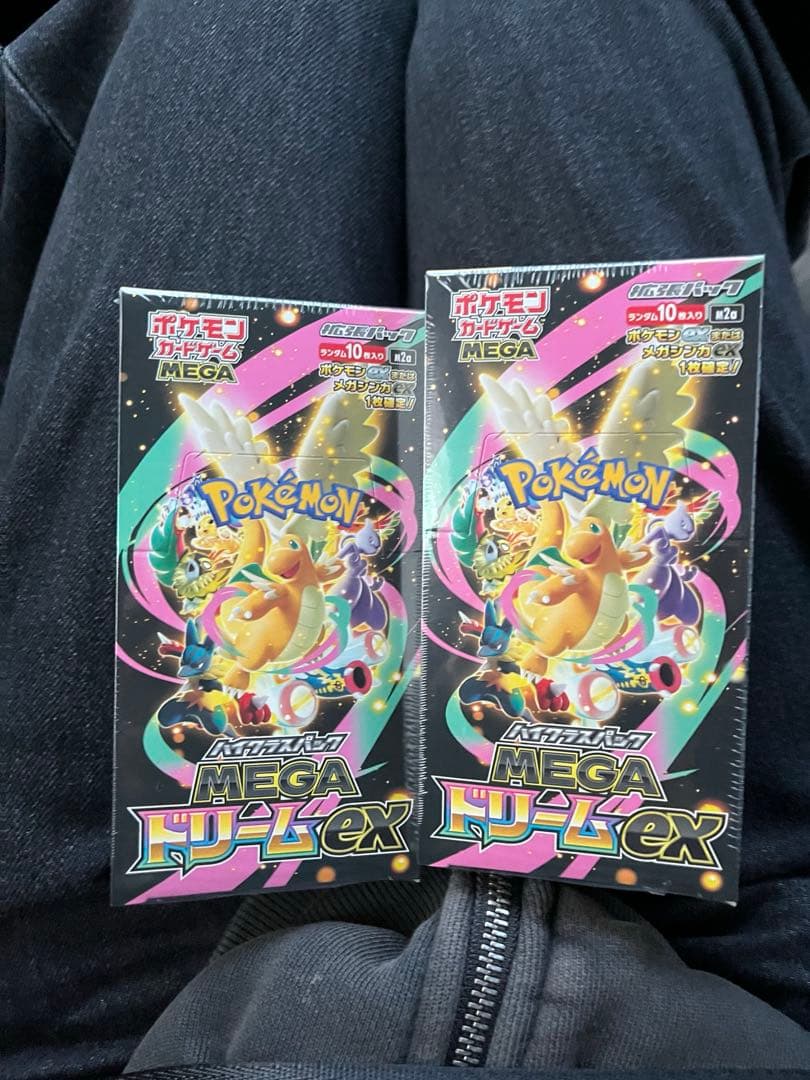 ポケモン
カードゲーム
MEGA
拡張パック
ランダム10枚入り M2a
ポケモンexまたは
メガシンカex
1枚確定!
POKéMON
ハイクラスパック
MEGA
ドリームex
ポケモン
カードゲーム
MEGA
拡張パック
ランダム10枚入り M2a
ポケモンexまたは
メガシンカex
1枚確定!
POKéMON
ハイクラスパック
MEGA
ドリームex